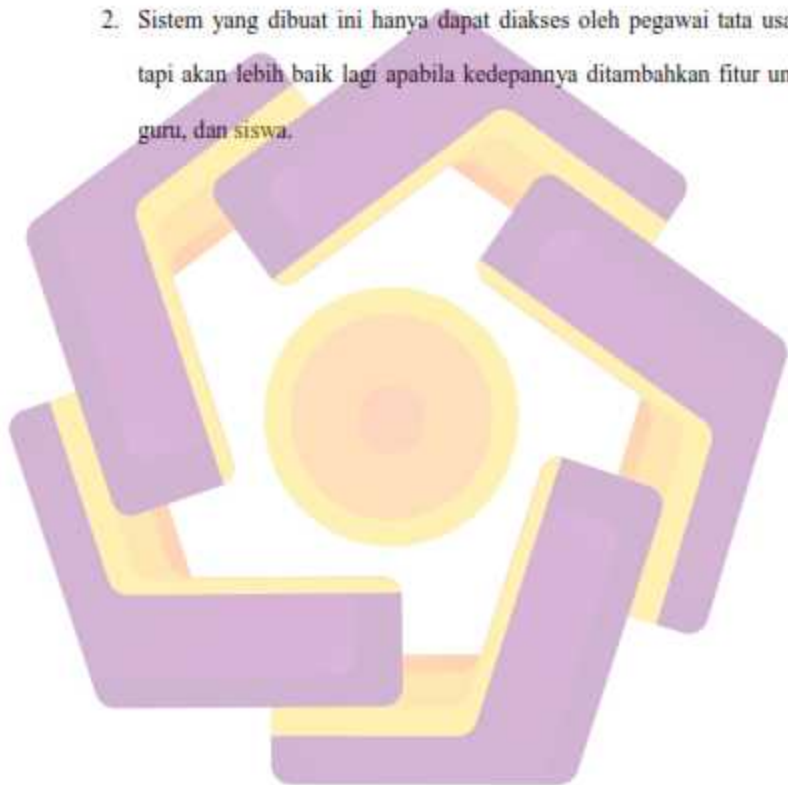 2. Sistem yang dibuat ini hanya dapat diakses oleh pegawai tata usa
tapi akan lebih baik lagi apabila kedepannya ditambahkan fitur un
guru, dan siswa.